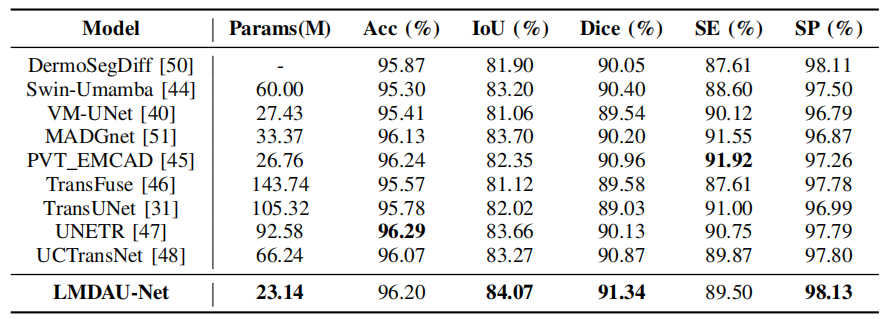 Model Params(M) Acc (%) IoU (%) Dice (%) SE (%) SP (%)
DermoSegDiff [50] - 95.87 81.90 90.05 87.61 98.11
Swin-Umamba [44] 60.00 95.30 83.20 90.40 88.60 97.50
VM-UNet [40] 27.43 95.41 81.06 89.54 90.12 96.79
MADGnet [51] 33.37 96.13 83.70 90.20 91.55 96.87
PVT_EMCAD [45] 26.76 96.24 82.35 90.96 91.92 97.26
TransFuse [46] 143.74 95.57 81.12 89.58 87.61 97.78
TransUNet [31] 105.32 95.78 82.02 89.03 91.00 96.99
UNETR [47] 92.58 96.29 83.66 90.13 90.75 97.79
UCTransNet [48] 66.24 96.07 83.27 90.87 89.87 97.80
LMDAU-Net 23.14 96.20 84.07 91.34 89.50 98.13